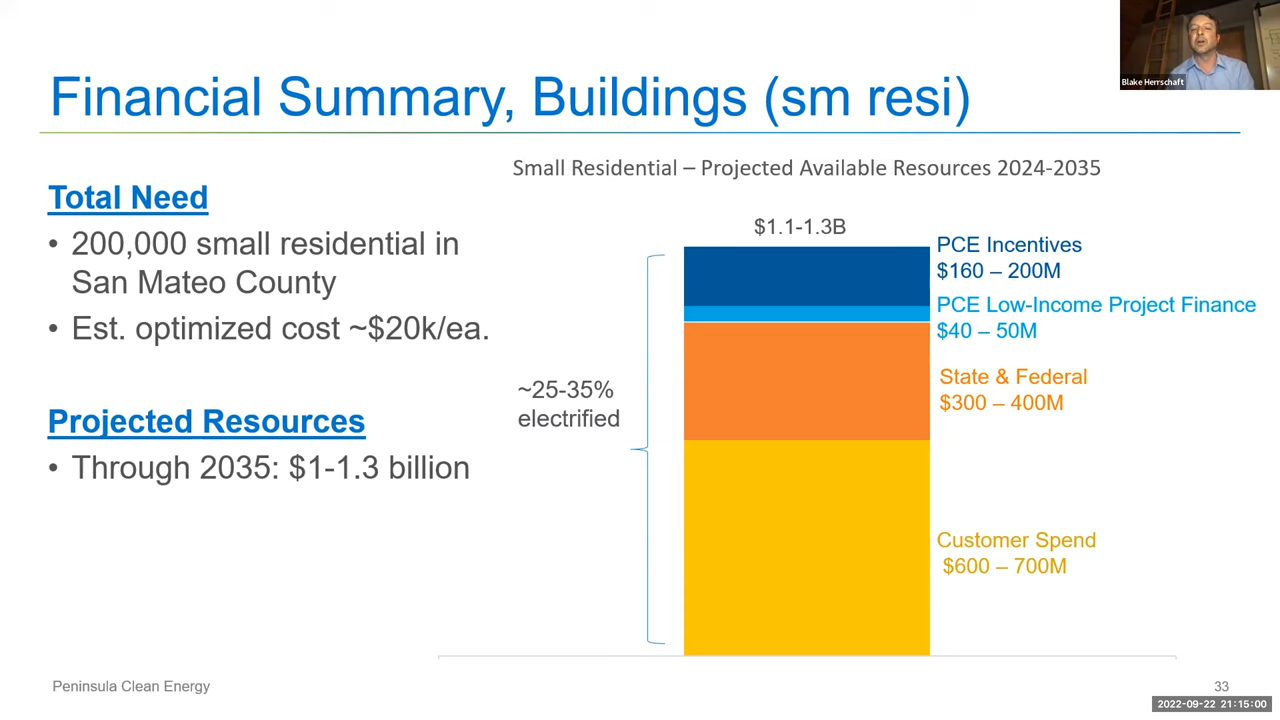 Blake Herrschaft
Financial Summary, Buildings (sm resi)
Total Need
• 200,000 small residential in
San Mateo County
• Est. optimized cost ~$20k/ea.
Projected Resources
• Through 2035: $1-1.3 billion
Small Residential – Projected Available Resources 2024-2035
$1.1-1.3B
~25-35%
electrified
PCE Incentives
$160 – 200M
PCE Low-Income Project Finance
$40 – 50M
State & Federal
$300 – 400M
Customer Spend
$600 – 700M
Peninsula Clean Energy
33
2022-09-22 21:15:00